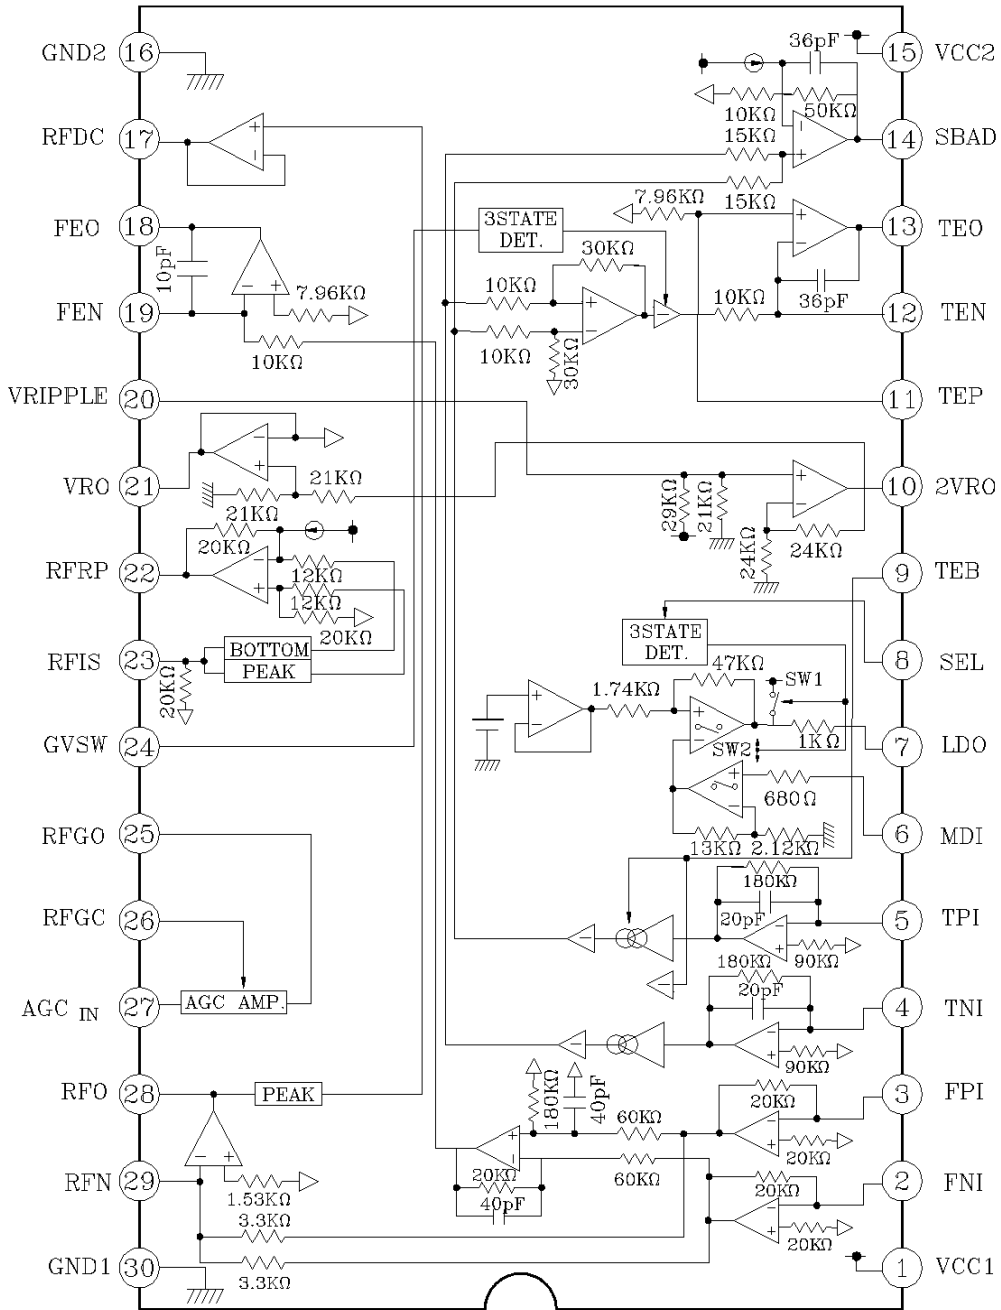 GND2 16
36pF
15 VCC2
10KΩ 50KΩ
RFDC 17
15KΩ
14 SBAD
15KΩ
7.96KΩ
FEO 18
3STATE
DET.
13 TEO
10pF
30KΩ
10KΩ
7.96KΩ
10KΩ
36pF
FEN 19
12 TEN
10KΩ
10KΩ
30KΩ
VRIPPLE 20
11 TEP
21KΩ
VRO 21
29KΩ
21KΩ
10 2VRO
21KΩ
20KΩ
24KΩ
24KΩ
RFRP 22
12KΩ
12KΩ
9 TEB
20KΩ
3STATE
DET.
RFIS 23
BOTTOM
PEAK
8 SEL
20KΩ
47KΩ
1.74KΩ
SW1
GVSW 24
SW2
1KΩ
7 LDO
680Ω
RFGO 25
13KΩ 2.12KΩ
6 MDI
180KΩ
RFGC 26
20pF
5 TPI
180KΩ 90KΩ
20pF
AGC IN 27
AGC AMP.
4 TNI
90KΩ
RFO 28
PEAK
180KΩ
40pF
60KΩ
20KΩ
3 FPI
20KΩ
RFN 29
1.53KΩ
20KΩ
60KΩ
20KΩ
2 FNI
40pF
3.3KΩ
20KΩ
GND1 30
3.3KΩ
1 VCC1